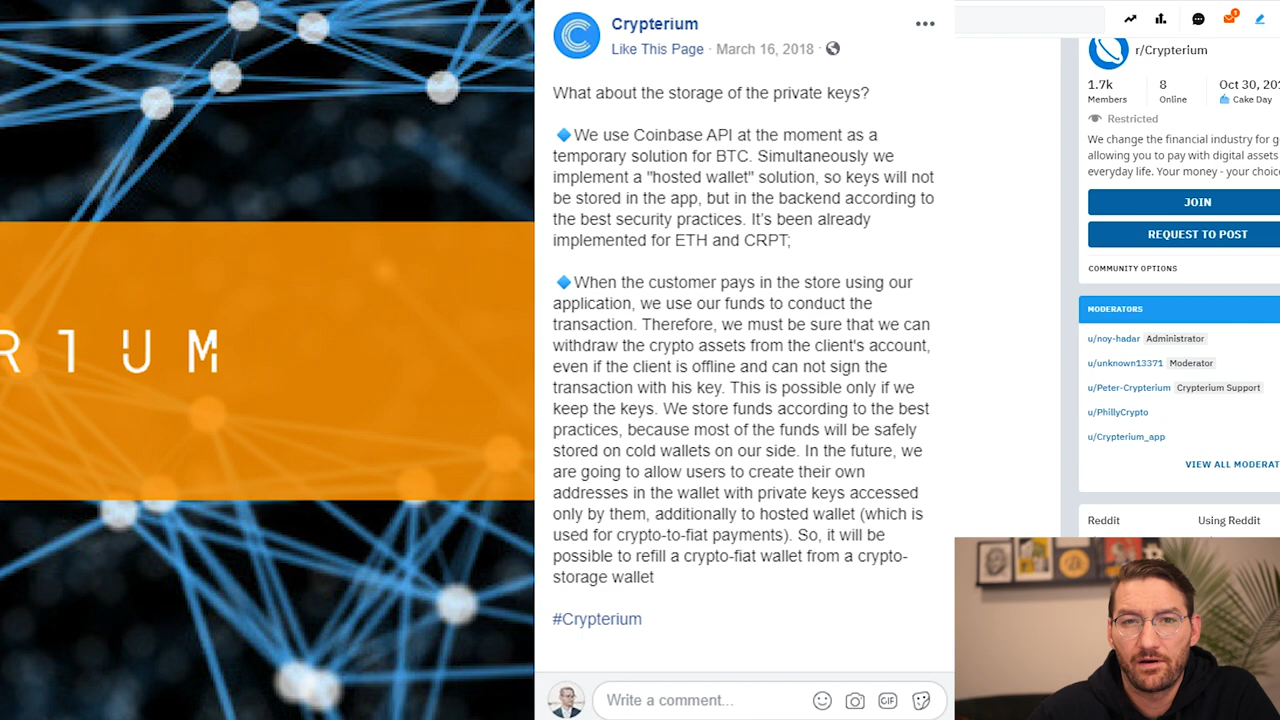 R I U M
Crypterium
Like This Page · March 16, 2018 ·
What about the storage of the private keys?
We use Coinbase API at the moment as a
temporary solution for BTC. Simultaneously we
implement a "hosted wallet" solution, so keys will not
be stored in the app, but in the backend according to
the best security practices. It's been already
implemented for ETH and CRPT;
When the customer pays in the store using our
application, we use our funds to conduct the
transaction. Therefore, we must be sure that we can
withdraw the crypto assets from the client's account,
even if the client is offline and can not sign the
transaction with his key. This is possible only if we
keep the keys. We store funds according to the best
practices, because most of the funds will be safely
stored on cold wallets on our side. In the future, we
are going to allow users to create their own
addresses in the wallet with private keys accessed
only by them, additionally to hosted wallet (which is
used for crypto-to-fiat payments). So, it will be
possible to refill a crypto-fiat wallet from a crypto-
storage wallet
#Crypterium
Write a comment...
GIF
r/Crypterium
1.7k 8 Oct 30, 201
Members Online Cake Day
Restricted
We change the financial industry for g
allowing you to pay with digital assets
everyday life. Your money - your choic
JOIN
REQUEST TO POST
COMMUNITY OPTIONS
MODERATORS
u/noy-hadar Administrator
u/unknown13371 Moderator
u/Peter-Crypterium Crypterium Support
u/PhillyCrypto
u/Crypterium_app
VIEW ALL MODERAT
Reddit Using Reddit